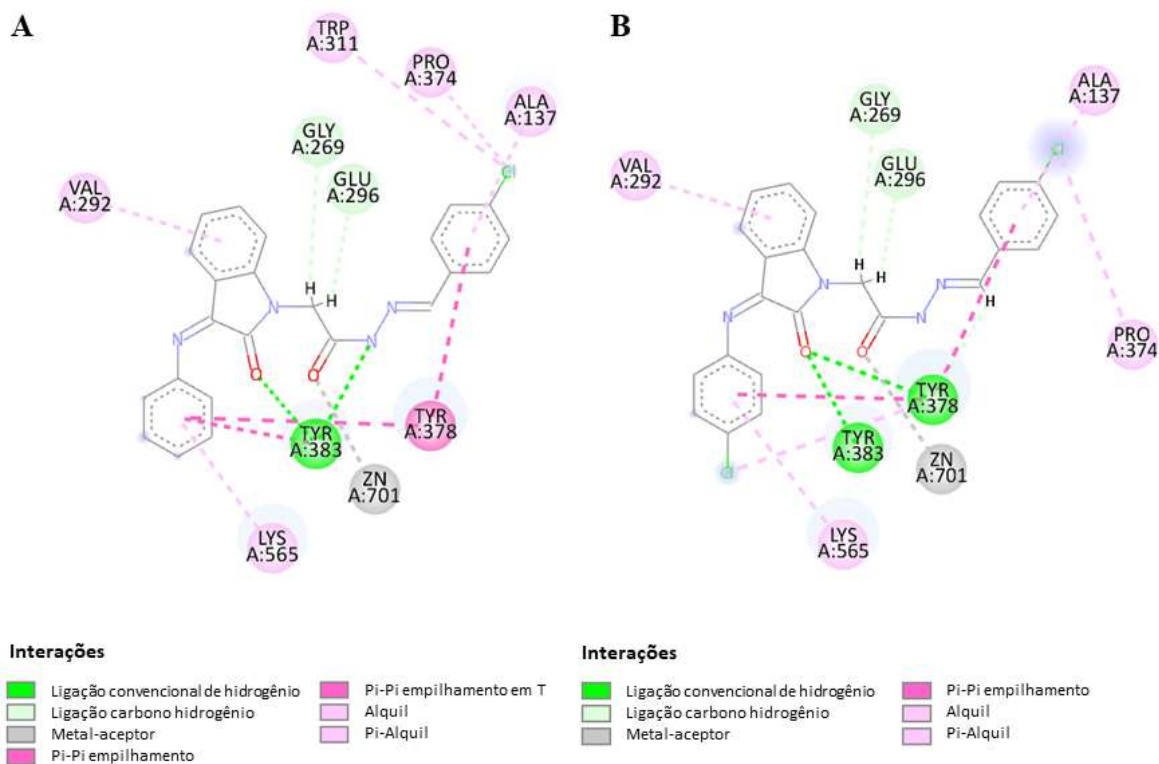 A
TRP
A:311
PRO
A:374
ALA
A:137
GLY
A:269
GLU
A:296
VAL
A:292
Cl
H
H
N
N
N
N
O
O
TYR
A:383
TYR
A:378
ZN
A:701
LYS
A:565
B
ALA
A:137
GLY
A:269
GLU
A:296
VAL
A:292
Cl
H
H
N
N
N
N
H
O
O
PRO
A:374
TYR
A:378
TYR
A:383
ZN
A:701
Cl
LYS
A:565
Interações
Ligação convencional de hidrogênio
Ligação carbono hidrogênio
Metal-aceptor
Pi-Pi empilhamento
Pi-Pi empilhamento em T
Alquil
Pi-Alquil
Interações
Ligação convencional de hidrogênio
Ligação carbono hidrogênio
Metal-aceptor
Pi-Pi empilhamento
Alquil
Pi-Alquil